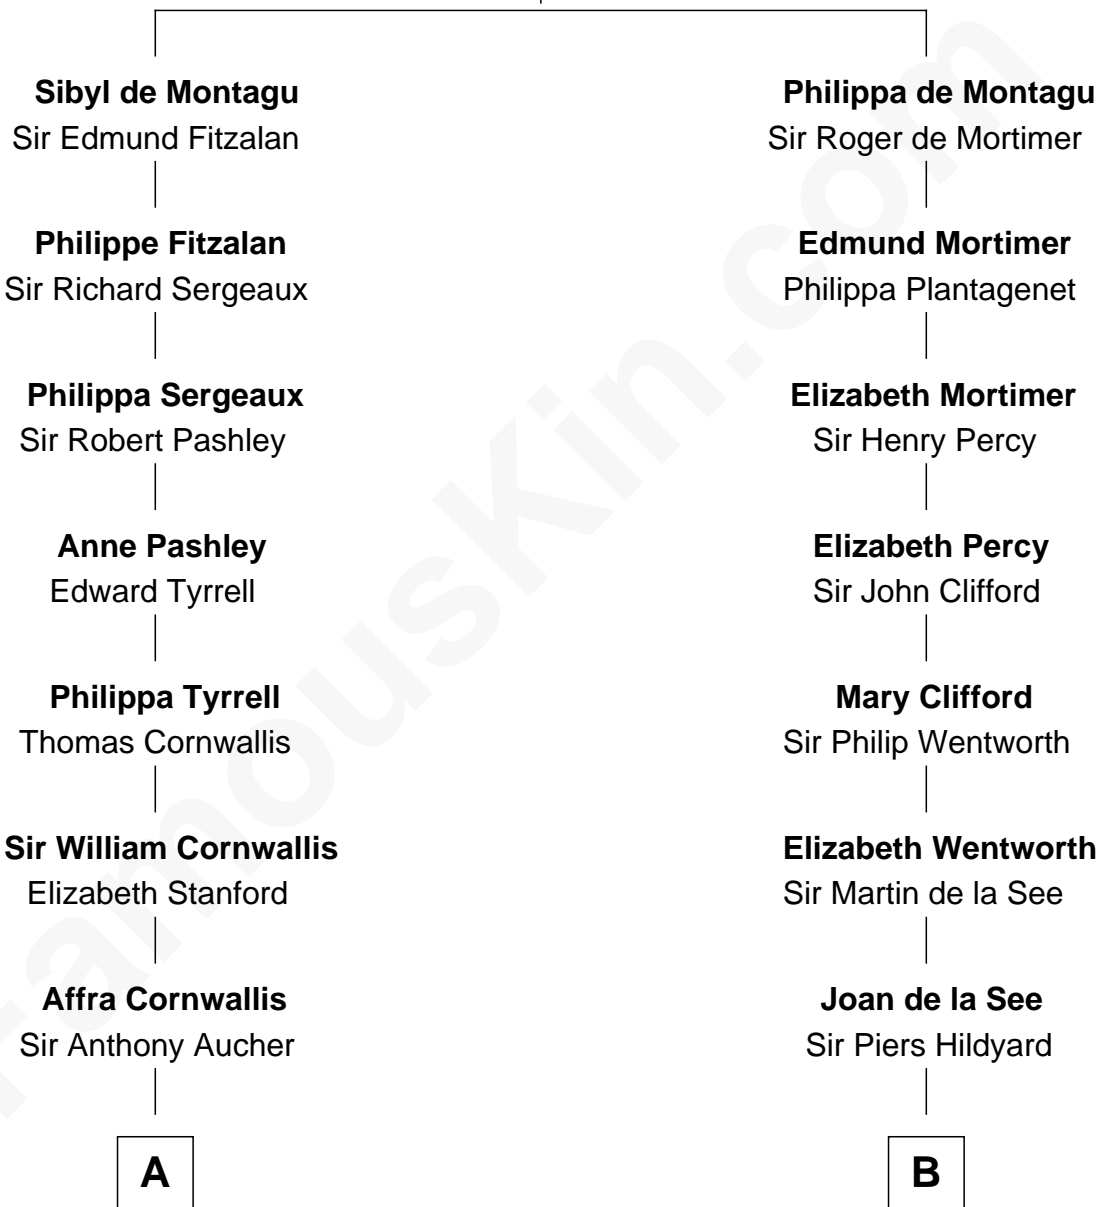 Sibyl de Montagu
Sir Edmund Fitzalan
Philippe Fitzalan
Sir Richard Sergeaux
Philippa Sergeaux
Sir Robert Pashley
Anne Pashley
Edward Tyrrell
Philippa Tyrrell
Thomas Cornwallis
Sir William Cornwallis
Elizabeth Stanford
Affra Cornwallis
Sir Anthony Aucher
A
Philippa de Montagu
Sir Roger de Mortimer
Edmund Mortimer
Philippa Plantagenet
Elizabeth Mortimer
Sir Henry Percy
Elizabeth Percy
Sir John Clifford
Mary Clifford
Sir Philip Wentworth
Elizabeth Wentworth
Sir Martin de la See
Joan de la See
Sir Piers Hildyard
B
FamousKin.com